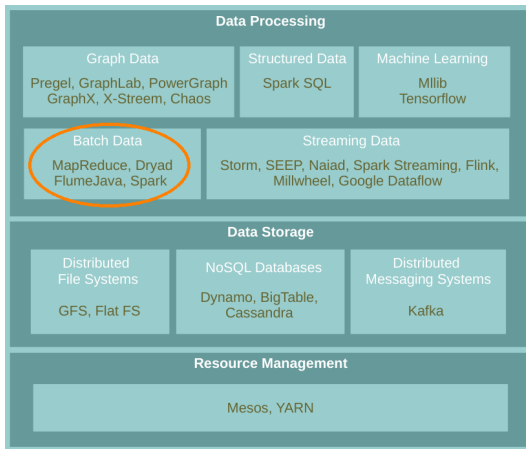 Data Processing
Graph Data
Pregel, GraphLab, PowerGraph
GraphX, X-Streem, Chaos
Structured Data
Spark SQL
Machine Learning
Mllib
Tensorflow
Batch Data
MapReduce, Dryad
FlumeJava, Spark
Streaming Data
Storm, SEEP, Naiad, Spark Streaming, Flink,
Millwheel, Google Dataflow
Data Storage
Distributed
File Systems
GFS, Flat FS
NoSQL Databases
Dynamo, BigTable,
Cassandra
Distributed
Messaging Systems
Kafka
Resource Management
Mesos, YARN